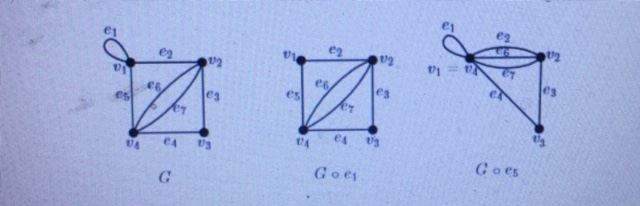 e1 e2 v1 v2 e5 e6 e7 e3 v4 e4 v3 G
e2 v1 v2 e5 e6 e7 e3 v4 e4 v3 G ∘ e1
e1 e2 e6 v2 v1 = v4 e7 e4 e3 v3 G ∘ e5